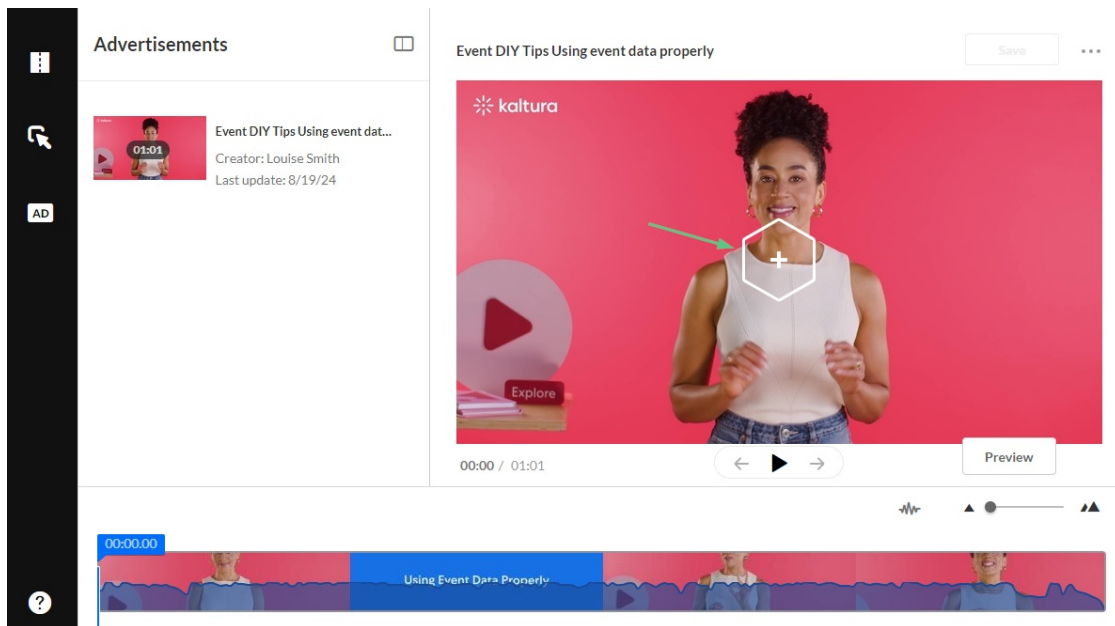 Advertisements
01:01
Event DIY Tips Using event dat...
Creator: Louise Smith
Last update: 8/19/24
AD
?
Event DIY Tips Using event data properly
Save
kaltura
Explore
00:00 / 01:01
Preview
00:00.00
Using Event Data Properly